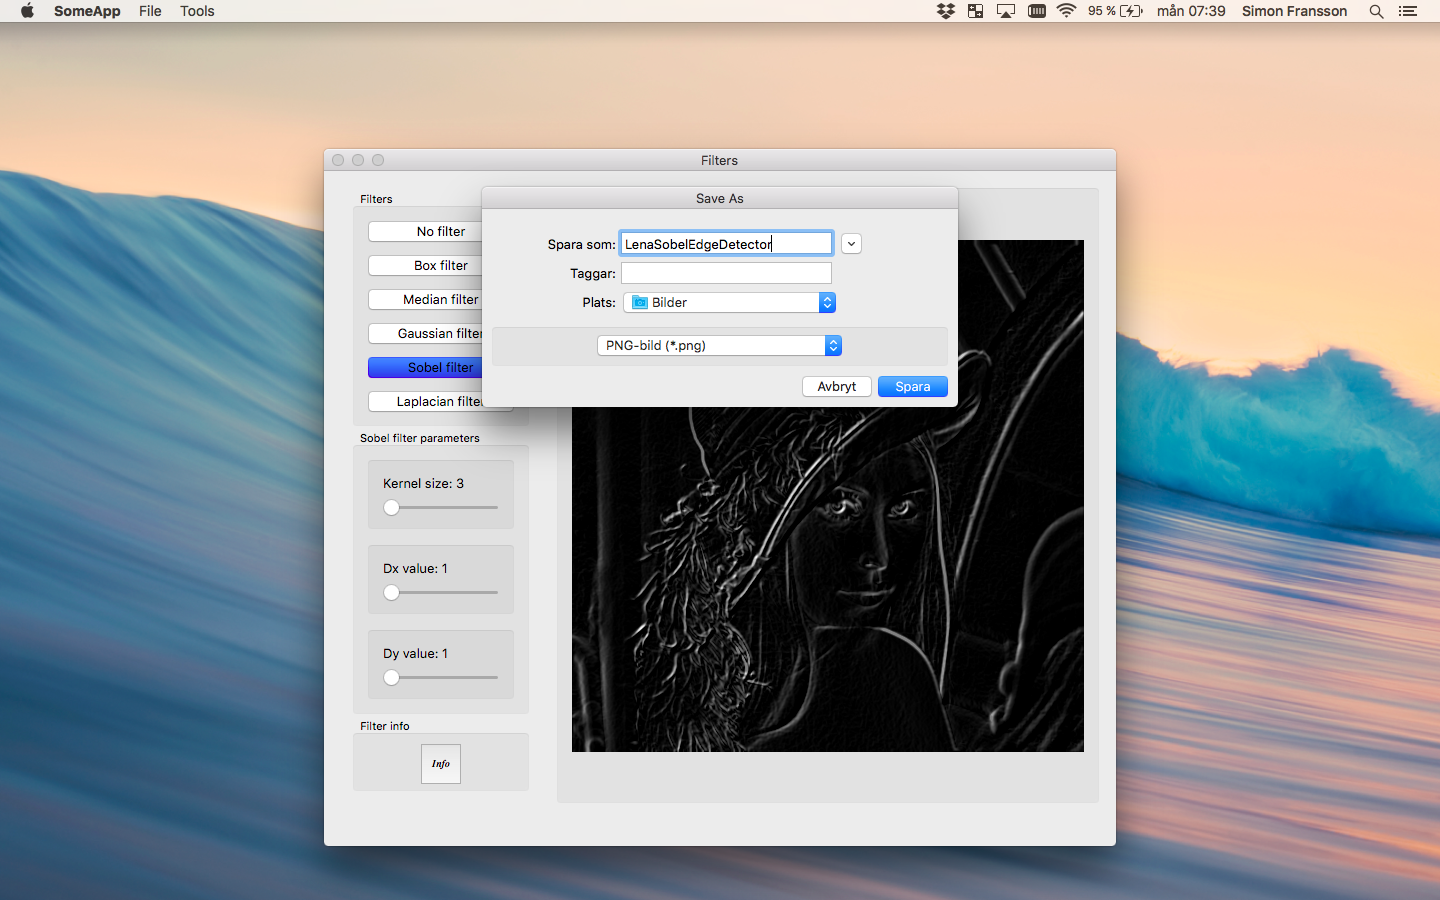 SomeApp File Tools 95 % mån 07:39 Simon Fransson
Filters
Filters
No filter
Box filter
Median filter
Gaussian filter
Sobel filter
Laplacian filter
Save As
Spara som: LenaSobelEdgeDetector
Taggar:
Plats: Bilder
PNG-bild (*.png)
Avbryt Spara
Sobel filter parameters
Kernel size: 3
Dx value: 1
Dy value: 1
Filter info
Info